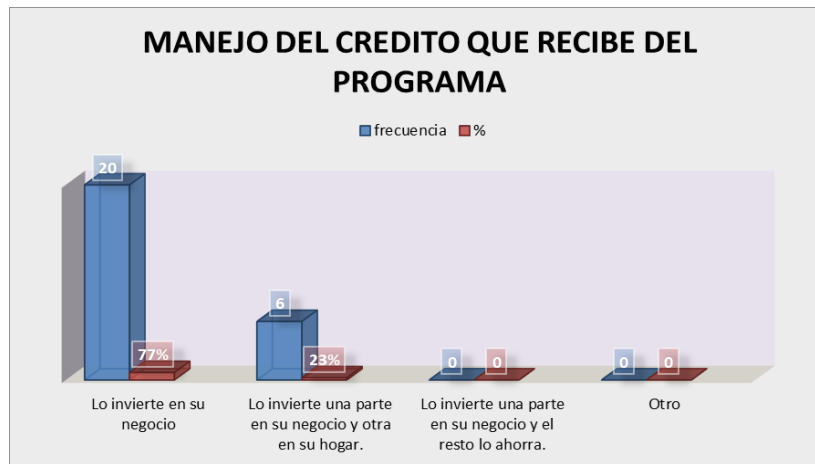 MANEJO DEL CREDITO QUE RECIBE DEL
PROGRAMA
frecuencia %
20
77%
6
23%
0
0
0
0
Lo invierte en su
negocio
Lo invierte una parte
en su negocio y otra
en su hogar.
Lo invierte una parte
en su negocio y el
resto lo ahorra.
Otro